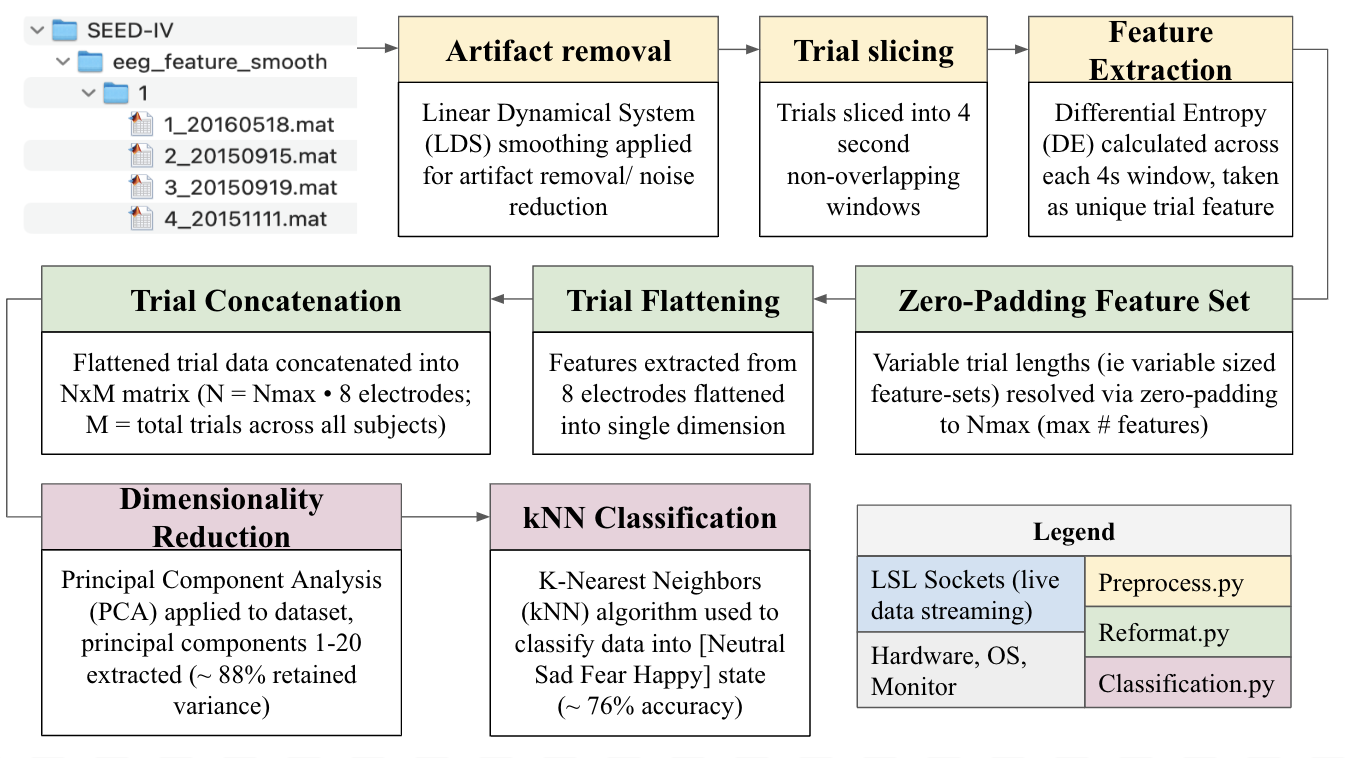 SEED-IV
eeg_feature_smooth
1
1_20160518.mat
2_20150915.mat
3_20150919.mat
4_20151111.mat
Artifact removal
Linear Dynamical System
(LDS) smoothing applied
for artifact removal/ noise
reduction
Trial slicing
Trials sliced into 4
second
non-overlapping
windows
Feature
Extraction
Differential Entropy
(DE) calculated across
each 4s window, taken
as unique trial feature
Zero-Padding Feature Set
Variable trial lengths (ie variable sized
feature-sets) resolved via zero-padding
to Nmax (max # features)
Trial Flattening
Features extracted from
8 electrodes flattened
into single dimension
Trial Concatenation
Flattened trial data concatenated into
NxM matrix (N = Nmax • 8 electrodes;
M = total trials across all subjects)
Dimensionality
Reduction
Principal Component Analysis
(PCA) applied to dataset,
principal components 1-20
extracted (~ 88% retained
variance)
kNN Classification
K-Nearest Neighbors
(kNN) algorithm used to
classify data into [Neutral
Sad Fear Happy] state
(~ 76% accuracy)
Legend
LSL Sockets (live
data streaming)
Hardware, OS,
Monitor
Preprocess.py
Reformat.py
Classification.py